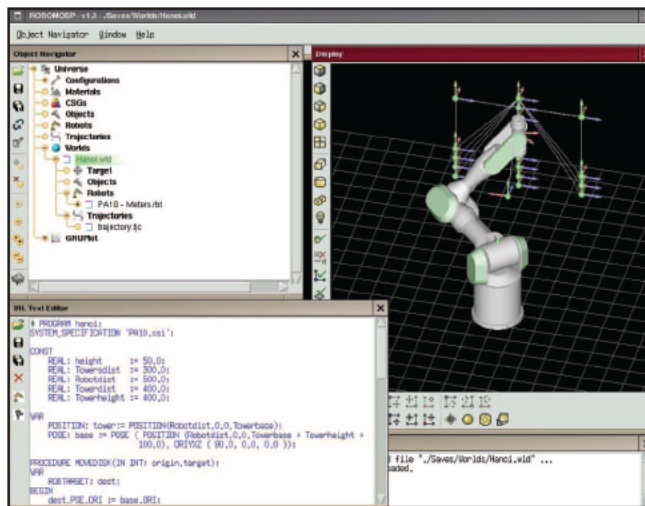 ROBOMOSP - v1.3 - ./Saves/Worlds/Hanoi.wld
Object Navigator Window Help
Object Navigator
Display
Universe
Configurations
Materials
CSGs
Objects
Robots
Trajectories
Worlds
Hanoi.wld
Target
Objects
Robots
PA10 - Meters.rbt
Trajectories
trajectory.tjc
GNUPlot
IRL Text Editor
# PROGRAM hanoi;
SYSTEM_SPECIFICATION 'PA10.ssi';
CONST
REAL: height := 50.0;
REAL: Towersdist := 300.0;
REAL: Robotdist := 500.0;
REAL: Towerdist := 400.0;
REAL: Towerheight := 400.0;
VAR
POSITION: tower:= POSITION(Robotdist,0.0,Towerbase);
POSE: base := POSE ( POSITION (Robotdist,0.0,Towerbase + Towerheight +
100.0), ORIYXZ ( 90.0, 0.0, 0.0 ));
PROCEDURE MOVEDISK(IN INT: origin,target);
VAR
ROBTARGET: dest;
BEGIN
dest.PSE.ORI := base.ORI;
d file "./Saves/Worlds/Hanoi.wld" ...
oaded.